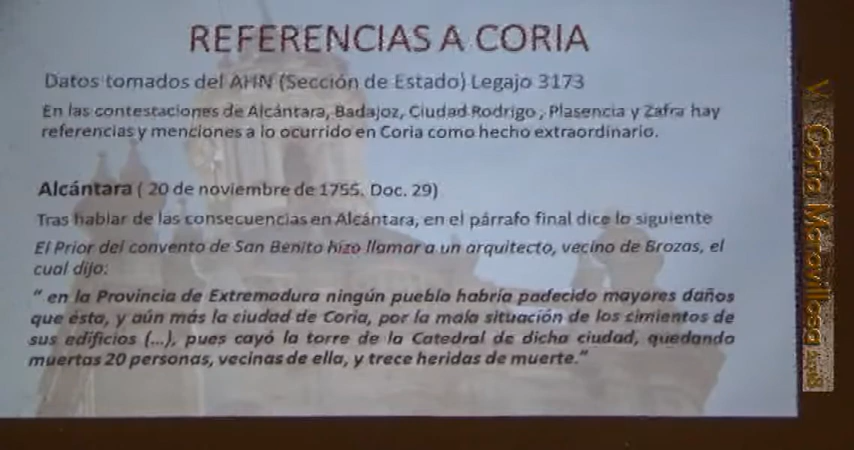 REFERENCIAS A CORIA
Datos tomados del AHN (Sección de Estado) Legajo 3173
En las contestaciones de Alcántara, Badajoz, Ciudad Rodrigo , Plasencia y Zafra hay
referencias y menciones a lo ocurrido en Coria como hecho extraordinario.
Alcántara ( 20 de noviembre de 1755. Doc. 29)
Tras hablar de las consecuencias en Alcántara, en el párrafo final dice lo siguiente
El Prior del convento de San Benito hizo llamar a un arquitecto, vecino de Brozas, el
cual dijo:
" en la Provincia de Extremadura ningún pueblo habría padecido mayores daños
que ésta, y aún más la ciudad de Coria, por la mala situación de los cimientos de
sus edificios (...), pues cayó la torre de la Catedral de dicha ciudad, quedando
muertas 20 personas, vecinas de ella, y trece heridas de muerte."
Coria Maravillosa